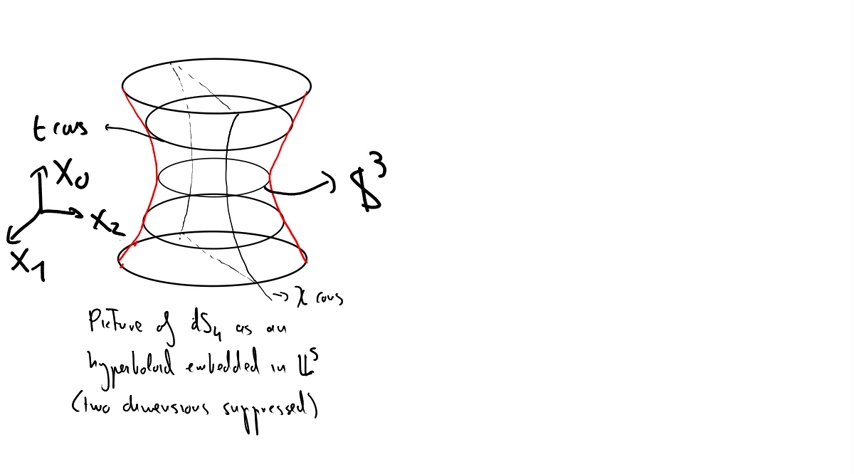 t cons
𝕊³
X₀
X₂
X₁
→ χ cons
Picture of dS₄ as an
hyperboloid embedded in 𝕃⁵
(two dimensions suppressed)